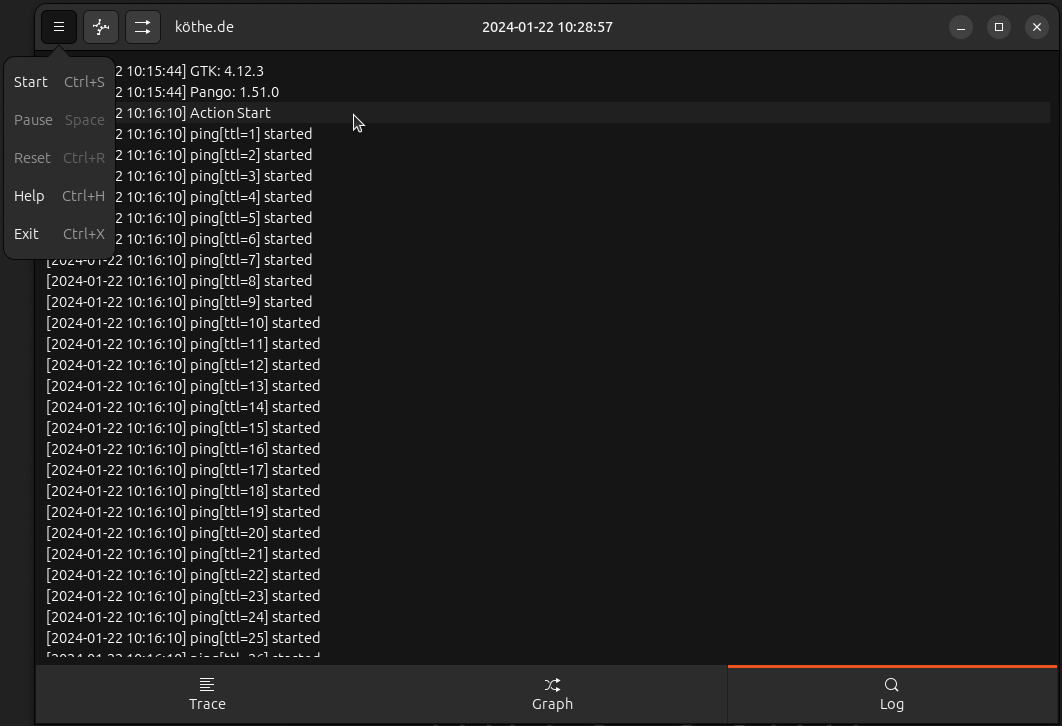 köthe.de 2024-01-22 10:28:57
Start Ctrl+S
Pause Space
Reset Ctrl+R
Help Ctrl+H
Exit Ctrl+X
2 10:15:44] GTK: 4.12.3
2 10:15:44] Pango: 1.51.0
2 10:16:10] Action Start
2 10:16:10] ping[ttl=1] started
2 10:16:10] ping[ttl=2] started
2 10:16:10] ping[ttl=3] started
2 10:16:10] ping[ttl=4] started
2 10:16:10] ping[ttl=5] started
2 10:16:10] ping[ttl=6] started
[2024-01-22 10:16:10] ping[ttl=7] started
[2024-01-22 10:16:10] ping[ttl=8] started
[2024-01-22 10:16:10] ping[ttl=9] started
[2024-01-22 10:16:10] ping[ttl=10] started
[2024-01-22 10:16:10] ping[ttl=11] started
[2024-01-22 10:16:10] ping[ttl=12] started
[2024-01-22 10:16:10] ping[ttl=13] started
[2024-01-22 10:16:10] ping[ttl=14] started
[2024-01-22 10:16:10] ping[ttl=15] started
[2024-01-22 10:16:10] ping[ttl=16] started
[2024-01-22 10:16:10] ping[ttl=17] started
[2024-01-22 10:16:10] ping[ttl=18] started
[2024-01-22 10:16:10] ping[ttl=19] started
[2024-01-22 10:16:10] ping[ttl=20] started
[2024-01-22 10:16:10] ping[ttl=21] started
[2024-01-22 10:16:10] ping[ttl=22] started
[2024-01-22 10:16:10] ping[ttl=23] started
[2024-01-22 10:16:10] ping[ttl=24] started
[2024-01-22 10:16:10] ping[ttl=25] started
Trace Graph Log